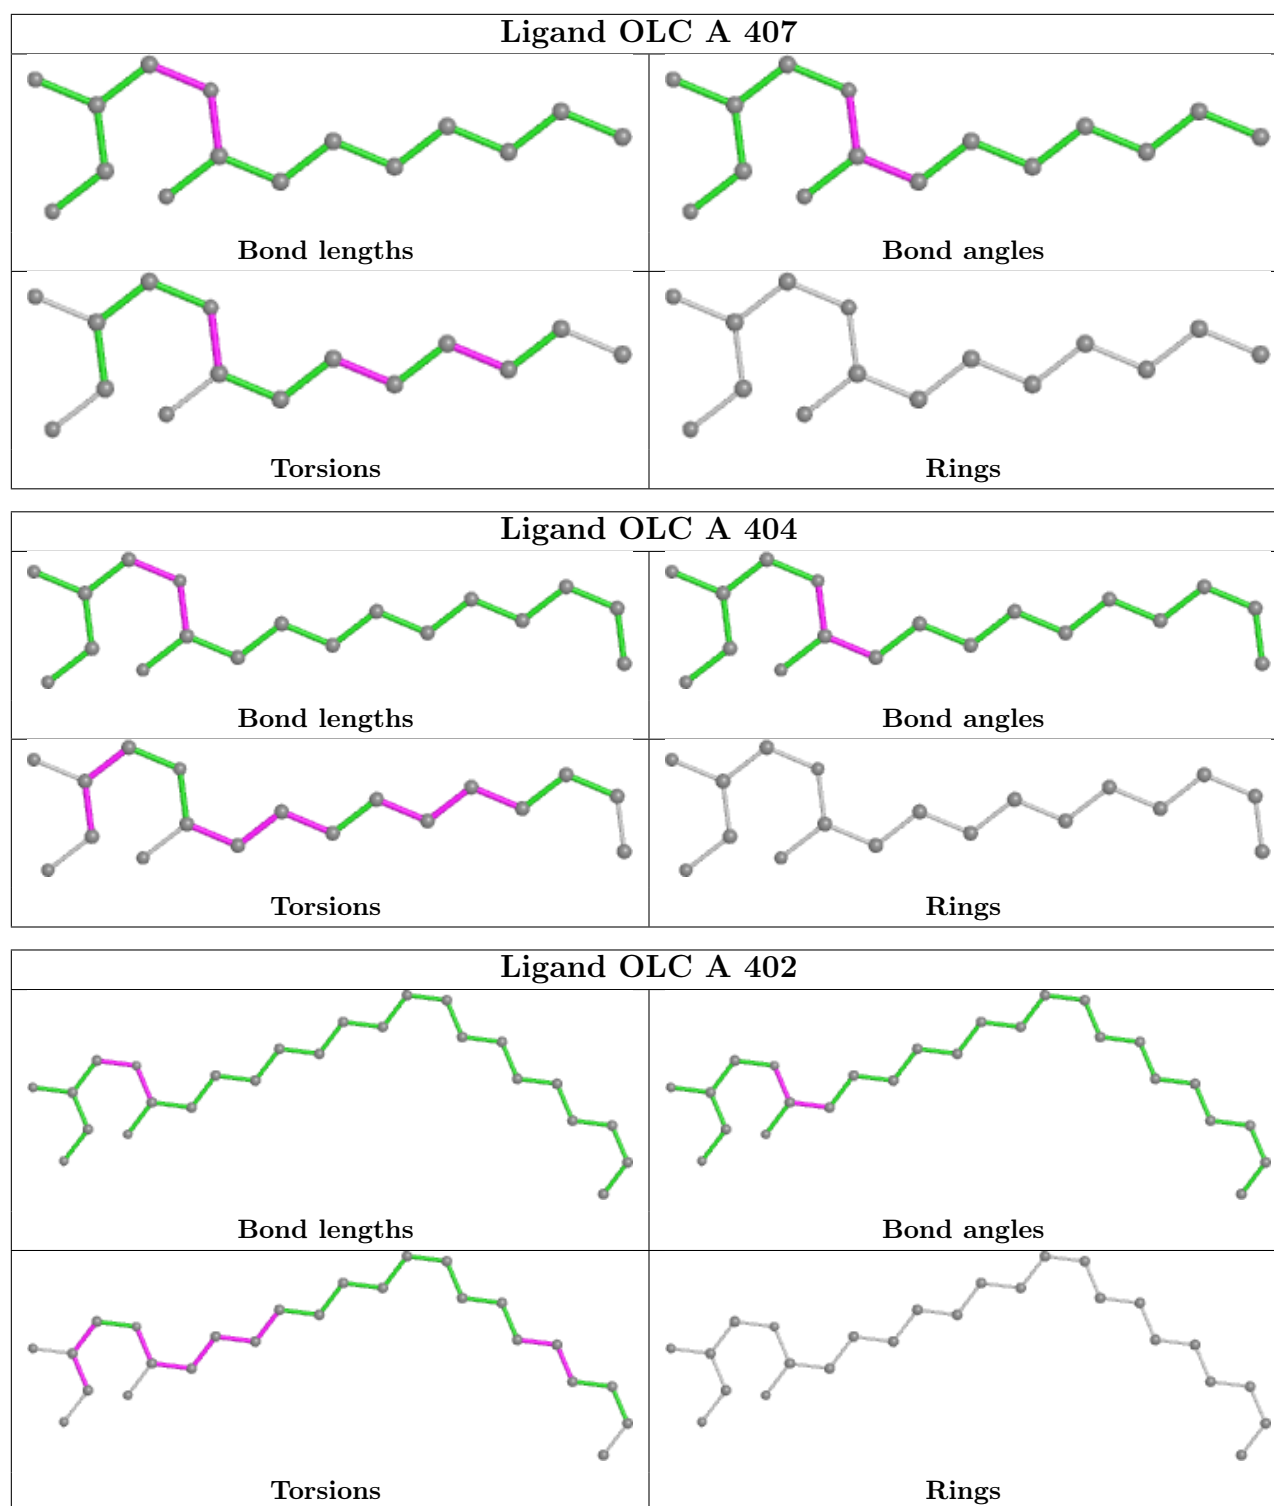 Ligand OLC A 407
Bond lengths
Bond angles
Torsions
Rings
Ligand OLC A 404
Bond lengths
Bond angles
Torsions
Rings
Ligand OLC A 402
Bond lengths
Bond angles
Torsions
Rings